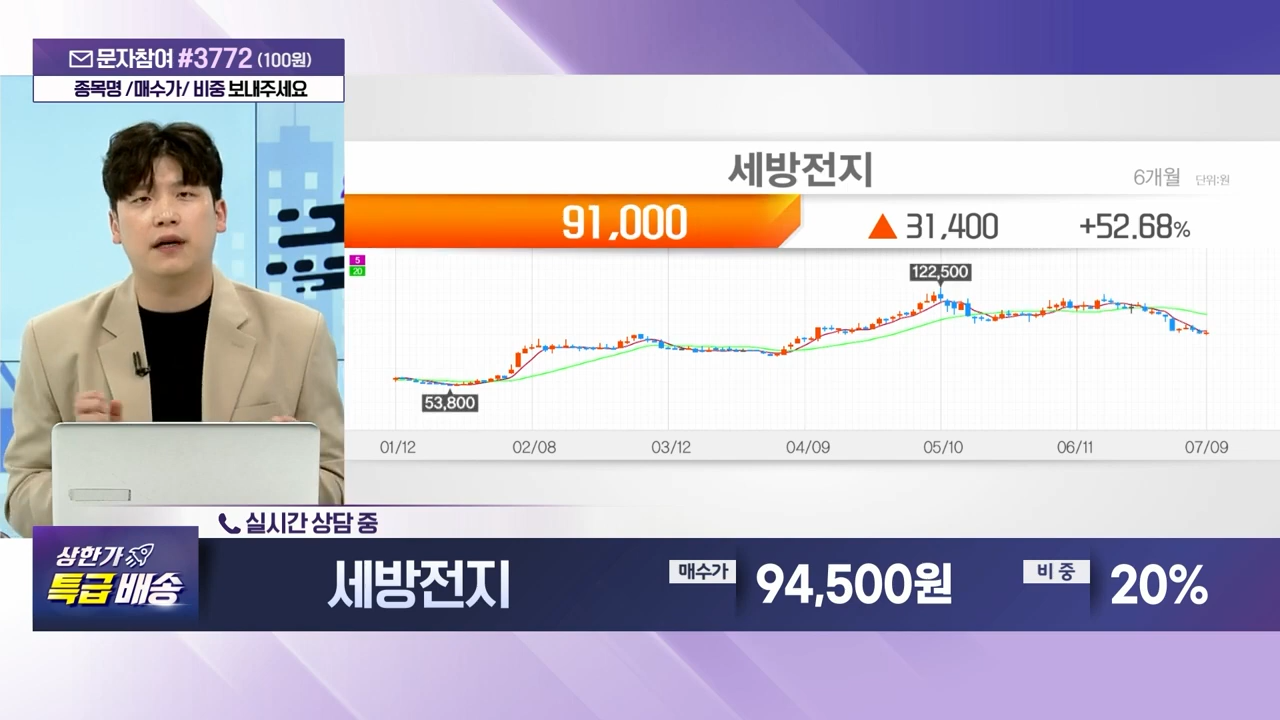 문자참여 #3772 (100원)
종목명 /매수가/ 비중 보내주세요
세방전지
6개월 단위:원
91,000 ▲ 31,400 +52.68%
5
20
122,500
53,800
01/12 02/08 03/12 04/09 05/10 06/11 07/09
실시간 상담 중
상한가
특급 배송
세방전지 매수가 94,500원 비중 20%